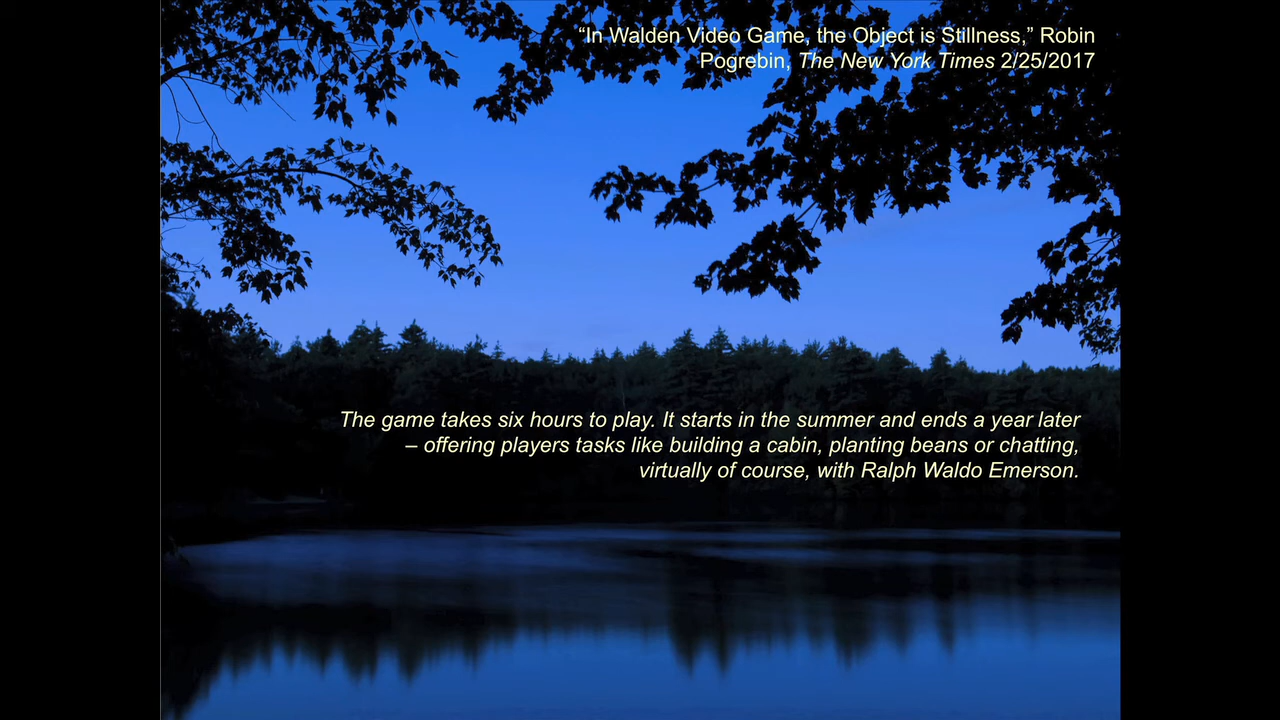 “In Walden Video Game, the Object is Stillness,” Robin
Pogrebin, The New York Times 2/25/2017
The game takes six hours to play. It starts in the summer and ends a year later
– offering players tasks like building a cabin, planting beans or chatting,
virtually of course, with Ralph Waldo Emerson.